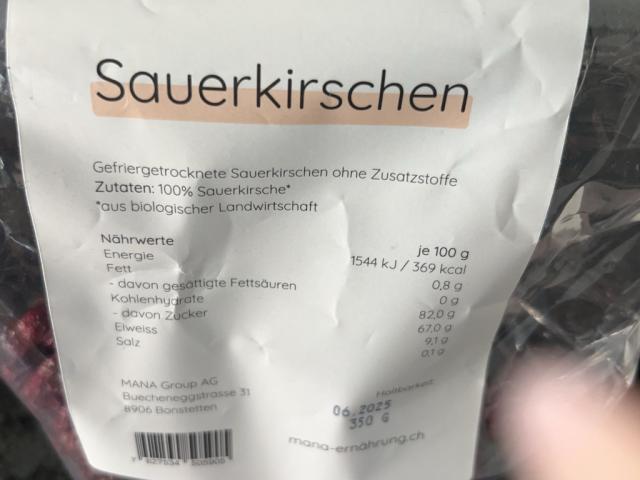 Sauerkirschen
Gefriergetrocknete Sauerkirschen ohne Zusatzstoffe
Zutaten: 100% Sauerkirsche*
*aus biologischer Landwirtschaft
Nährwerte je 100 g
Energie 1544 kJ / 369 kcal
Fett 0,8 g
- davon gesättigte Fettsäuren 0 g
Kohlenhydrate 82,0 g
- davon Zucker 67,0 g
Eiweiss 9,1 g
Salz 0,1 g
MANA Group AG
Buecheneggstrasse 31
8906 Bonstetten
Haltbarkeit:
06.2025
350 G
mana-ernährung.ch